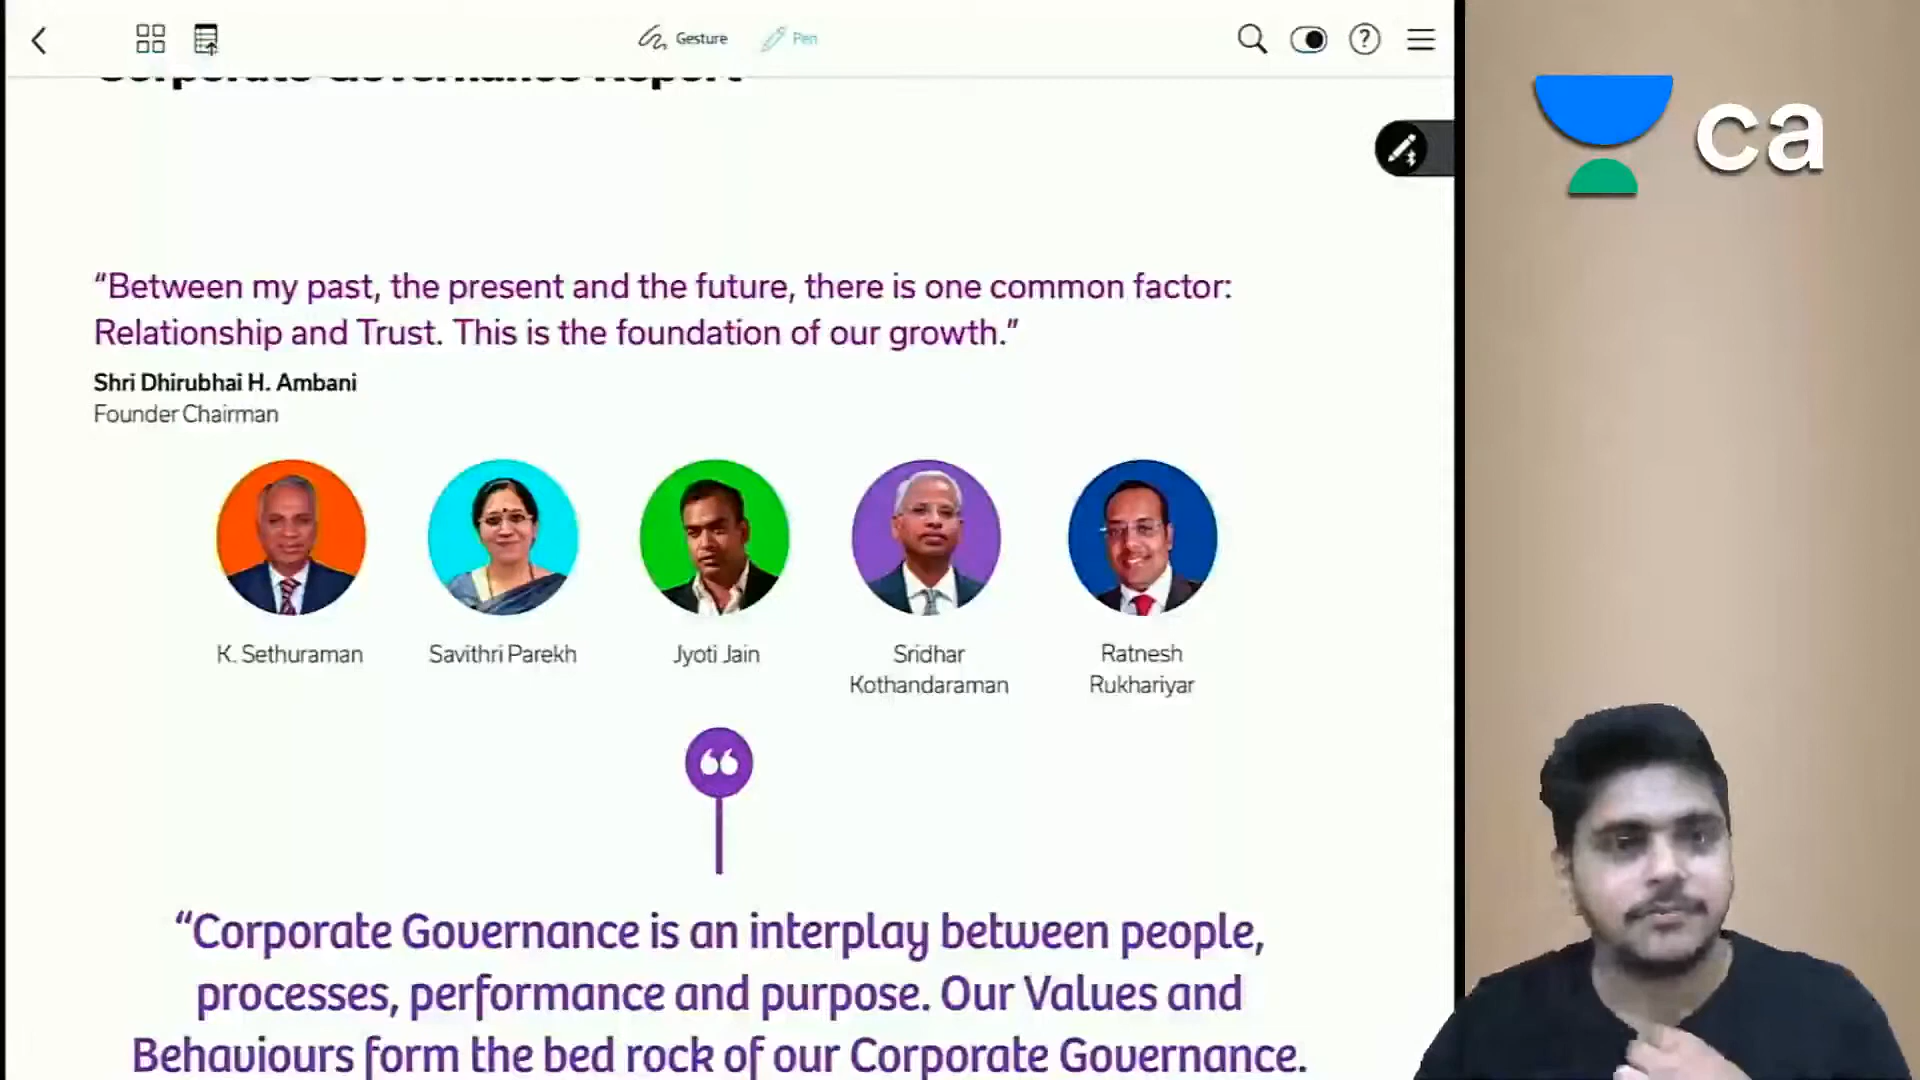 Gesture
Pen
Corporate Governance Report
ca
“Between my past, the present and the future, there is one common factor:
Relationship and Trust. This is the foundation of our growth.”
Shri Dhirubhai H. Ambani
Founder Chairman
K. Sethuraman
Savithri Parekh
Jyoti Jain
Sridhar
Kothandaraman
Ratnesh
Rukhariyar
“Corporate Governance is an interplay between people,
processes, performance and purpose. Our Values and
Behaviours form the bed rock of our Corporate Governance.